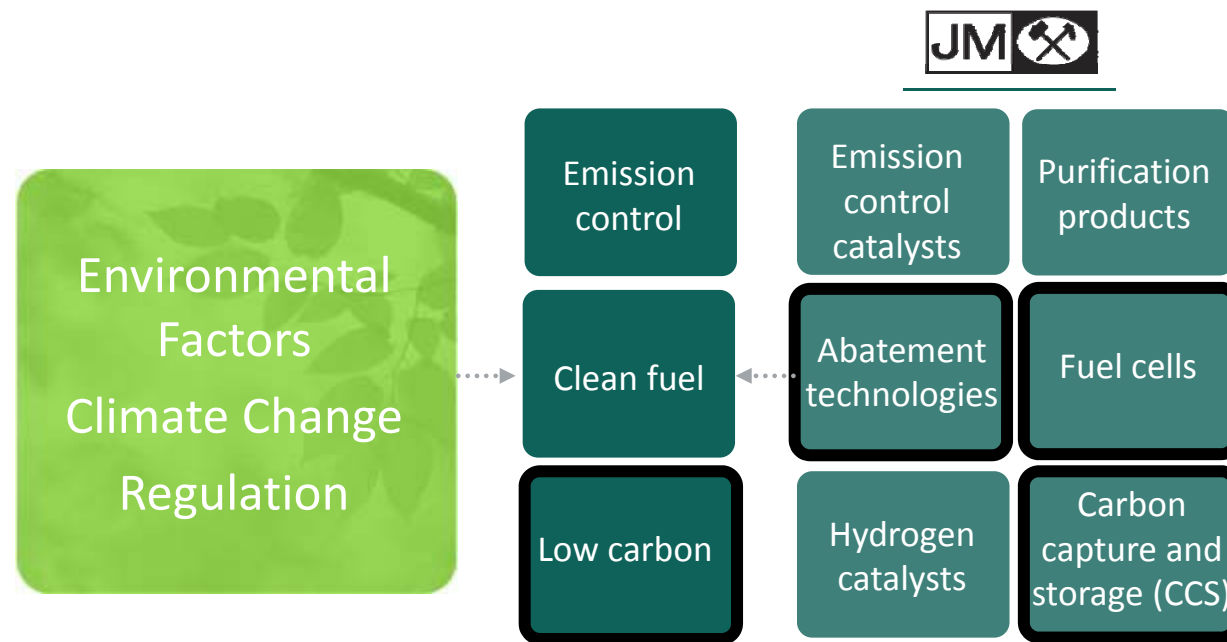 JM
Environmental
Factors
Climate Change
Regulation
Emission
control
Clean fuel
Low carbon
Emission
control
catalysts
Purification
products
Abatement
technologies
Fuel cells
Hydrogen
catalysts
Carbon
capture and
storage (CCS)